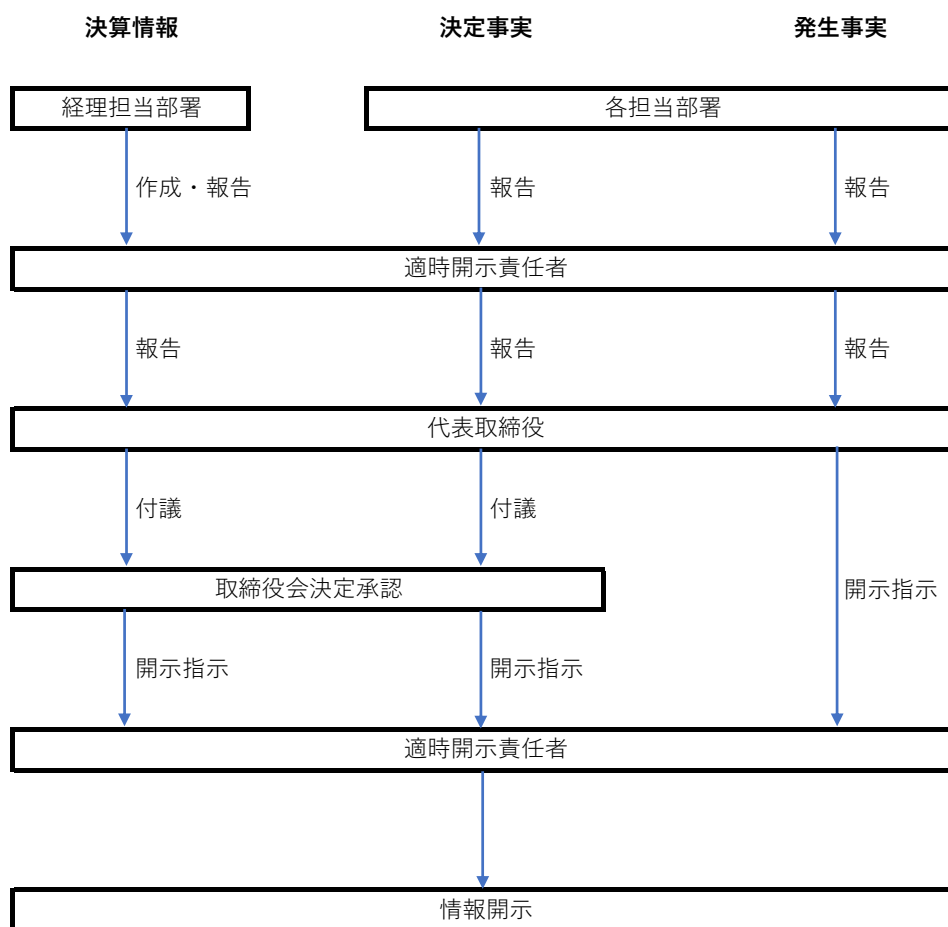 決算情報 決定事実 発生事実
経理担当部署 各担当部署
作成・報告 報告 報告
適時開示責任者
報告 報告 報告
代表取締役
付議 付議
取締役会決定承認
開示指示
開示指示 開示指示
適時開示責任者
情報開示